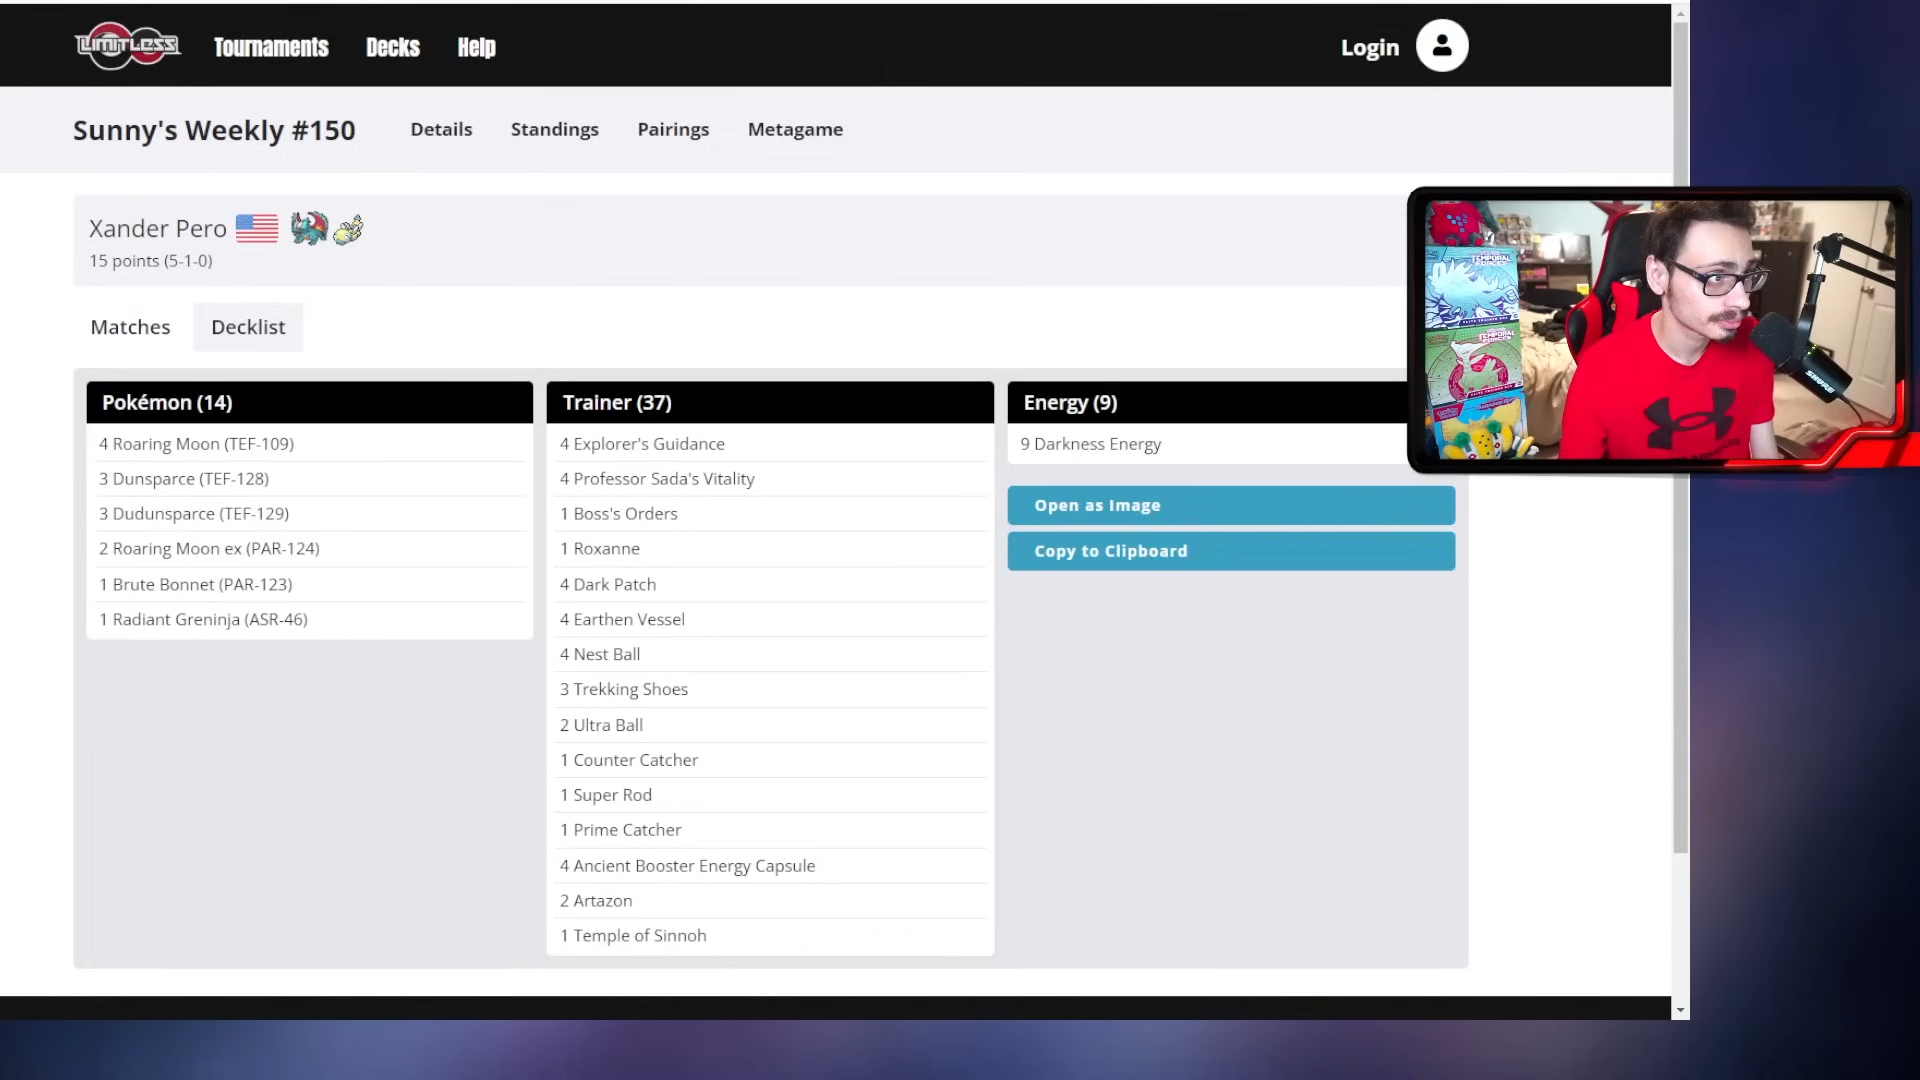 LIMITLESS Tournaments Decks Help Login
Sunny's Weekly #150 Details Standings Pairings Metagame
Xander Pero
15 points (5-1-0)
Matches Decklist
Pokémon (14)
4 Roaring Moon (TEF-109)
3 Dunsparce (TEF-128)
3 Dudunsparce (TEF-129)
2 Roaring Moon ex (PAR-124)
1 Brute Bonnet (PAR-123)
1 Radiant Greninja (ASR-46)
Trainer (37)
4 Explorer's Guidance
4 Professor Sada's Vitality
1 Boss's Orders
1 Roxanne
4 Dark Patch
4 Earthen Vessel
4 Nest Ball
3 Trekking Shoes
2 Ultra Ball
1 Counter Catcher
1 Super Rod
1 Prime Catcher
4 Ancient Booster Energy Capsule
2 Artazon
1 Temple of Sinnoh
Energy (9)
9 Darkness Energy
Open as Image
Copy to Clipboard
TEMPORAL
FORCES
TEMPORAL
SHURE